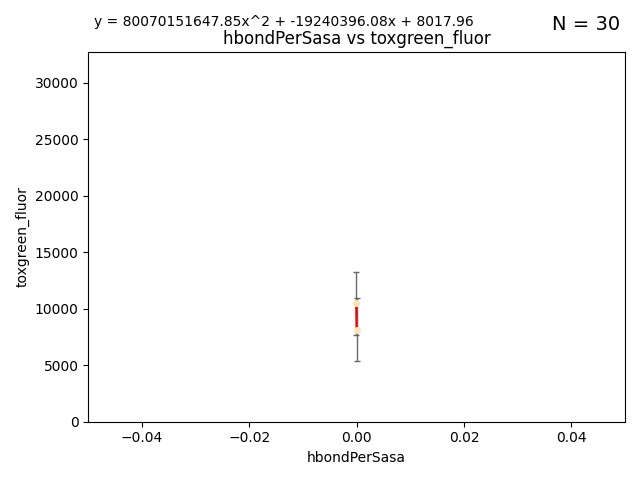 y = 80070151647.85x^2 + -19240396.08x + 8017.96
N = 30
hbondPerSasa vs toxgreen_fluor
30000
25000
20000
15000
10000
5000
0
toxgreen_fluor
−0.04 −0.02 0.00 0.02 0.04
hbondPerSasa